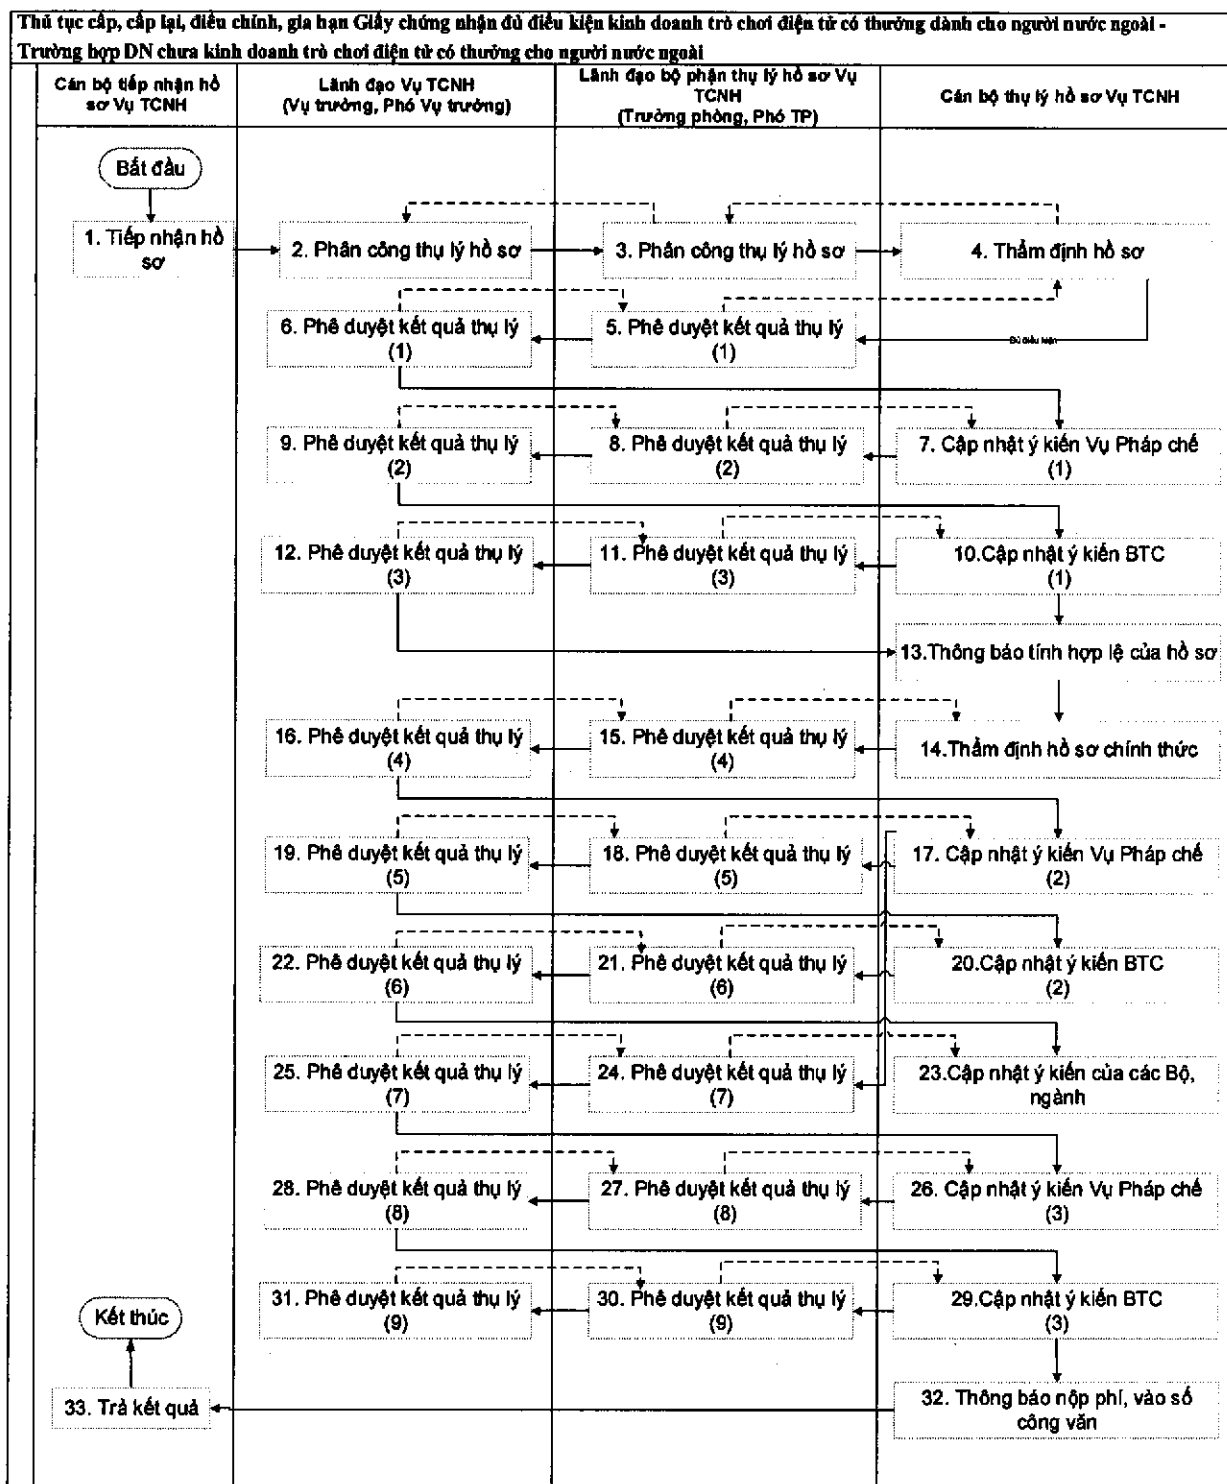 Thủ tục cấp, cấp lại, điều chỉnh, gia hạn Giấy chứng nhận đủ điều kiện kinh doanh trò chơi điện tử có thưởng dành cho người nước ngoài -
Trường hợp DN chưa kinh doanh trò chơi điện tử có thưởng cho người nước ngoài
Cán bộ tiếp nhận hồ
sơ Vụ TCNH
Lãnh đạo Vụ TCNH
(Vụ trưởng, Phó Vụ trưởng)
Lãnh đạo bộ phận thụ lý hồ sơ Vụ
TCNH
(Trưởng phòng, Phó TP)
Cán bộ thụ lý hồ sơ Vụ TCNH
Bắt đầu
1. Tiếp nhận hồ
sơ
2. Phân công thụ lý hồ sơ
3. Phân công thụ lý hồ sơ
4. Thẩm định hồ sơ
6. Phê duyệt kết quả thụ lý
(1)
5. Phê duyệt kết quả thụ lý
(1)
Đủ điều kiện
9. Phê duyệt kết quả thụ lý
(2)
8. Phê duyệt kết quả thụ lý
(2)
7. Cập nhật ý kiến Vụ Pháp chế
(1)
12. Phê duyệt kết quả thụ lý
(3)
11. Phê duyệt kết quả thụ lý
(3)
10.Cập nhật ý kiến BTC
(1)
13.Thông báo tính hợp lệ của hồ sơ
16. Phê duyệt kết quả thụ lý
(4)
15. Phê duyệt kết quả thụ lý
(4)
14.Thẩm định hồ sơ chính thức
19. Phê duyệt kết quả thụ lý
(5)
18. Phê duyệt kết quả thụ lý
(5)
17. Cập nhật ý kiến Vụ Pháp chế
(2)
22. Phê duyệt kết quả thụ lý
(6)
21. Phê duyệt kết quả thụ lý
(6)
20.Cập nhật ý kiến BTC
(2)
25. Phê duyệt kết quả thụ lý
(7)
24. Phê duyệt kết quả thụ lý
(7)
23.Cập nhật ý kiến của các Bộ,
ngành
28. Phê duyệt kết quả thụ lý
(8)
27. Phê duyệt kết quả thụ lý
(8)
26. Cập nhật ý kiến Vụ Pháp chế
(3)
31. Phê duyệt kết quả thụ lý
(9)
30. Phê duyệt kết quả thụ lý
(9)
29.Cập nhật ý kiến BTC
(3)
Kết thúc
33. Trả kết quả
32. Thông báo nộp phí, vào số
công văn